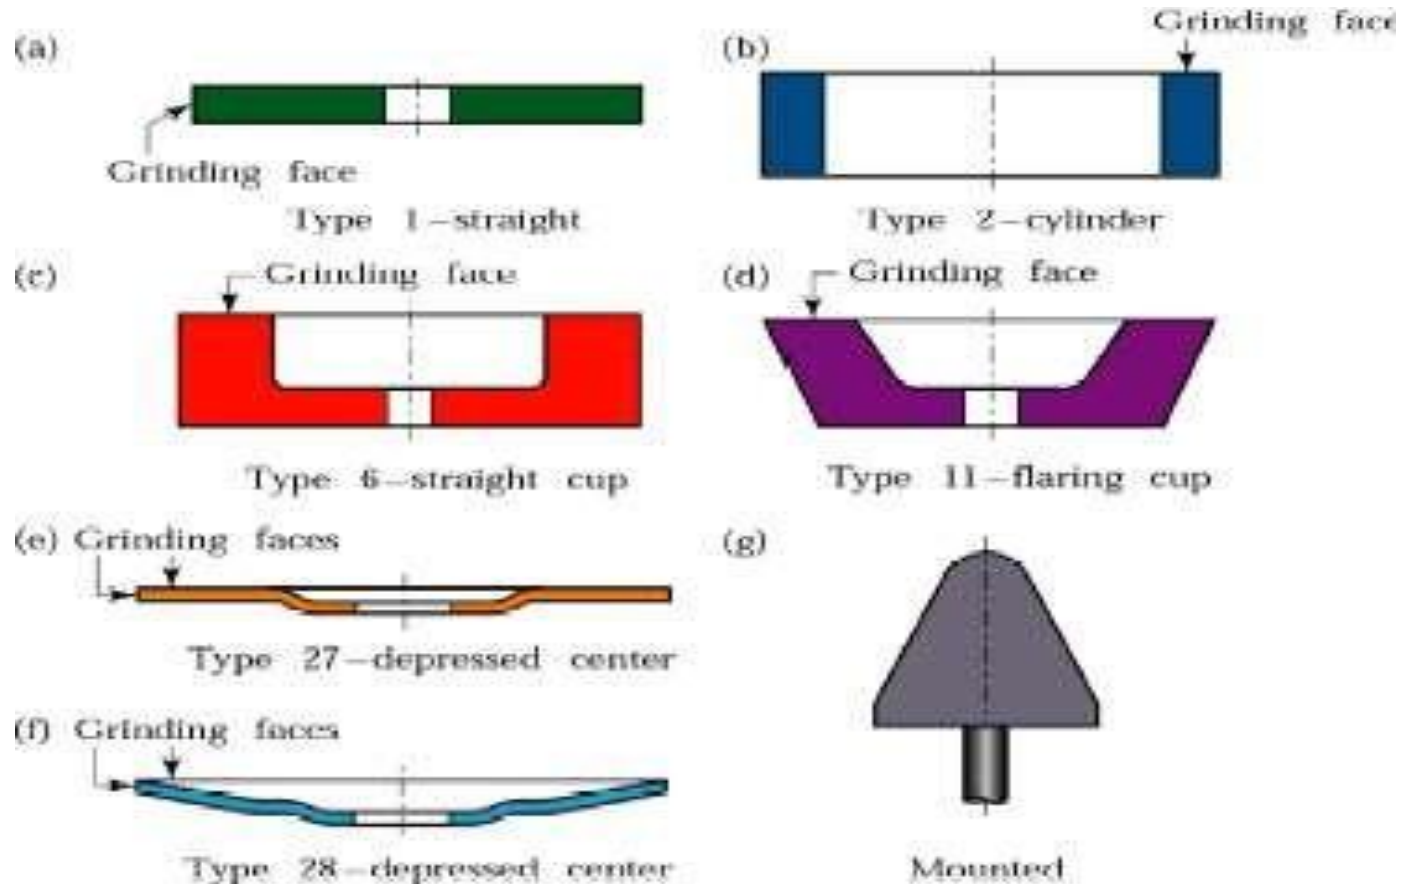 (a)
Grinding face
Type 1–straight
(b)
Grinding face
Type 2–cylinder
(c)
Grinding face
Type 6–straight cup
(d)
Grinding face
Type 11–flaring cup
(e) Grinding faces
Type 27–depressed center
(f) Grinding faces
Type 28–depressed center
(g)
Mounted